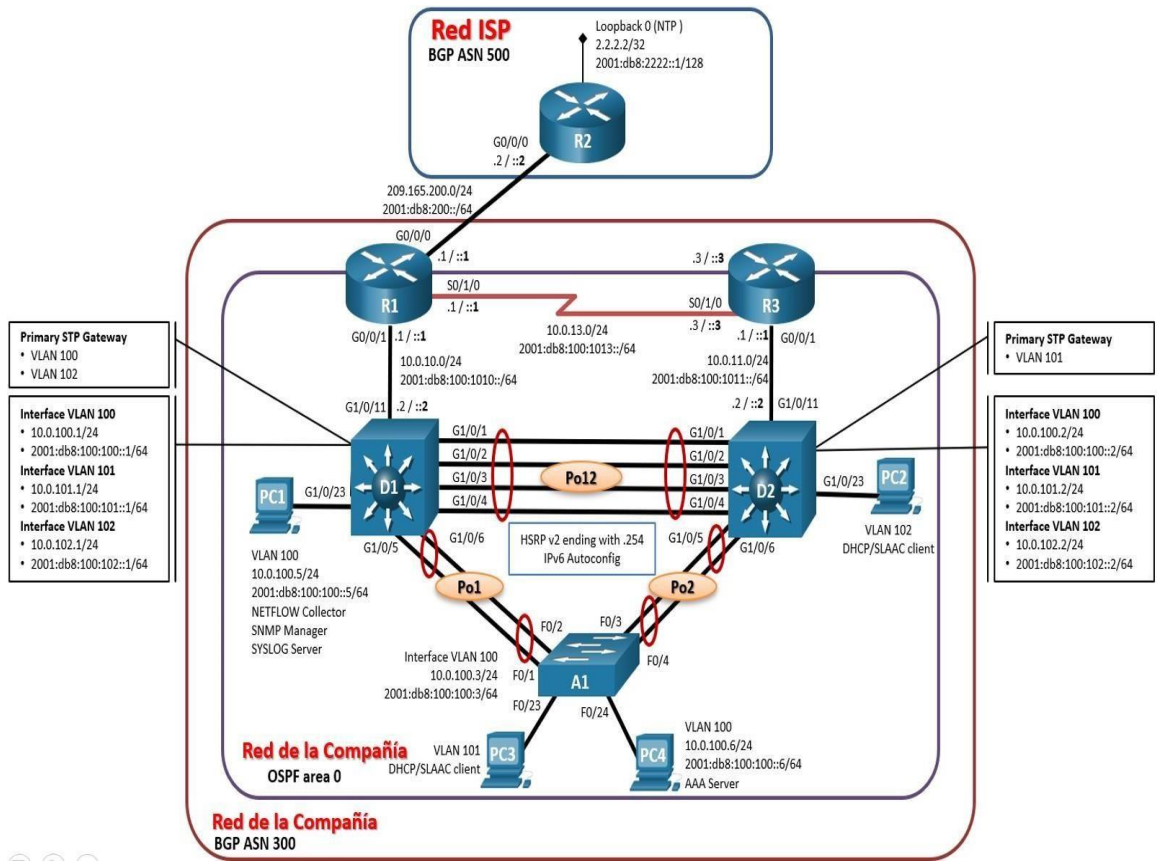 Red ISP
BGP ASN 500
Loopback 0 (NTP )
2.2.2.2/32
2001:db8:2222::1/128
R2
G0/0/0
.2 / ::2
209.165.200.0/24
2001:db8:200::/64
G0/0/0
.1 / ::1
.3 / ::3
R1
S0/1/0
.1 / ::1
10.0.13.0/24
2001:db8:100:1013::/64
S0/1/0
.3 / ::3
R3
G0/0/1
.1 / ::1
10.0.10.0/24
2001:db8:100:1010::/64
G1/0/11
.2 / ::2
.1 / ::1
G0/0/1
10.0.11.0/24
2001:db8:100:1011::/64
.2 / ::2
G1/0/11
Primary STP Gateway
• VLAN 100
• VLAN 102
Interface VLAN 100
• 10.0.100.1/24
• 2001:db8:100:100::1/64
Interface VLAN 101
• 10.0.101.1/24
• 2001:db8:100:101::1/64
Interface VLAN 102
• 10.0.102.1/24
• 2001:db8:100:102::1/64
Primary STP Gateway
• VLAN 101
Interface VLAN 100
• 10.0.100.2/24
• 2001:db8:100:100::2/64
Interface VLAN 101
• 10.0.101.2/24
• 2001:db8:100:101::2/64
Interface VLAN 102
• 10.0.102.2/24
• 2001:db8:100:102::2/64
G1/0/1
G1/0/2
G1/0/3
G1/0/4
Po12
G1/0/1
G1/0/2
G1/0/3
G1/0/4
D1
D2
PC1
G1/0/23
VLAN 100
10.0.100.5/24
2001:db8:100:100::5/64
NETFLOW Collector
SNMP Manager
SYSLOG Server
G1/0/23
PC2
VLAN 102
DHCP/SLAAC client
G1/0/5
G1/0/6
HSRP v2 ending with .254
IPv6 Autoconfig
G1/0/5
G1/0/6
Po1
Po2
F0/2
F0/1
F0/3
F0/4
Interface VLAN 100
10.0.100.3/24
2001:db8:100:100:3/64
A1
F0/23
F0/24
VLAN 101
DHCP/SLAAC client
PC3
PC4
VLAN 100
10.0.100.6/24
2001:db8:100:100::6/64
AAA Server
Red de la Compañía
OSPF area 0
Red de la Compañía
BGP ASN 300